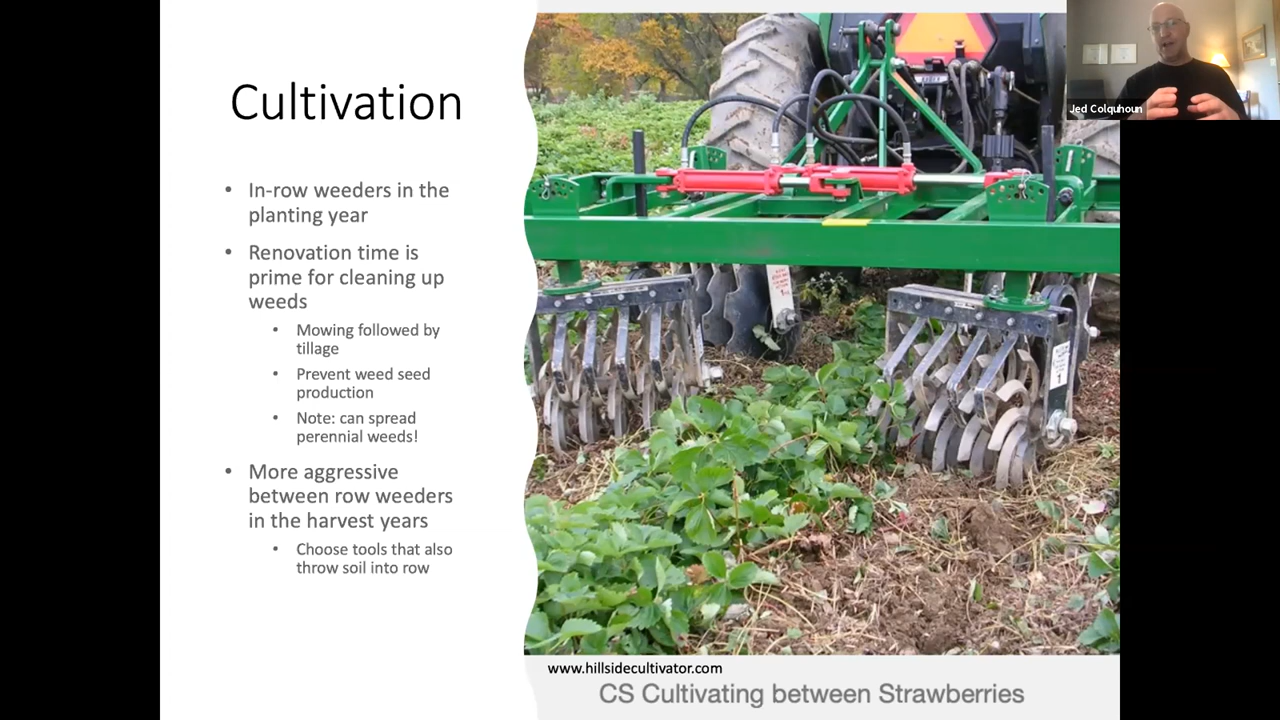 Cultivation
• In-row weeders in the
planting year
• Renovation time is
prime for cleaning up
weeds
• Mowing followed by
tillage
• Prevent weed seed
production
• Note: can spread
perennial weeds!
• More aggressive
between row weeders
in the harvest years
• Choose tools that also
throw soil into row
Jed Colquhoun
www.hillsidecultivator.com
CS Cultivating between Strawberries